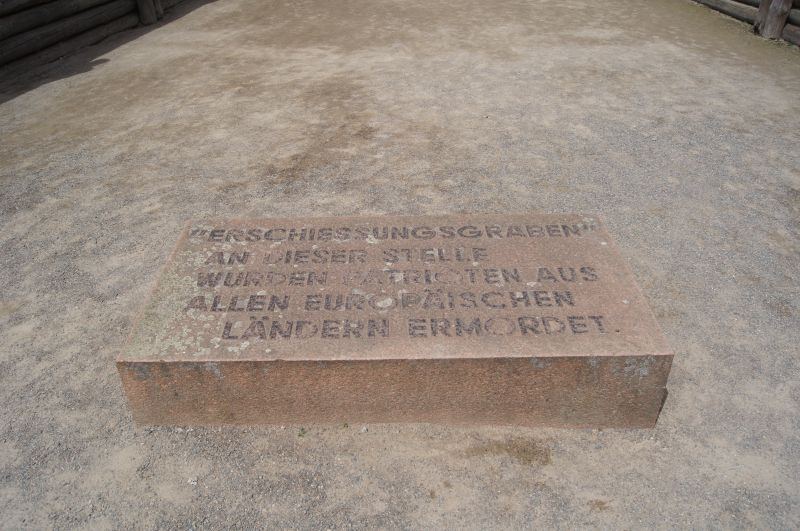 "ERSCHIESSUNGSGRABEN"
AN DIESER STELLE
WURDEN PATRIOTEN AUS
ALLEN EUROPÄISCHEN
LÄNDERN ERMORDET.